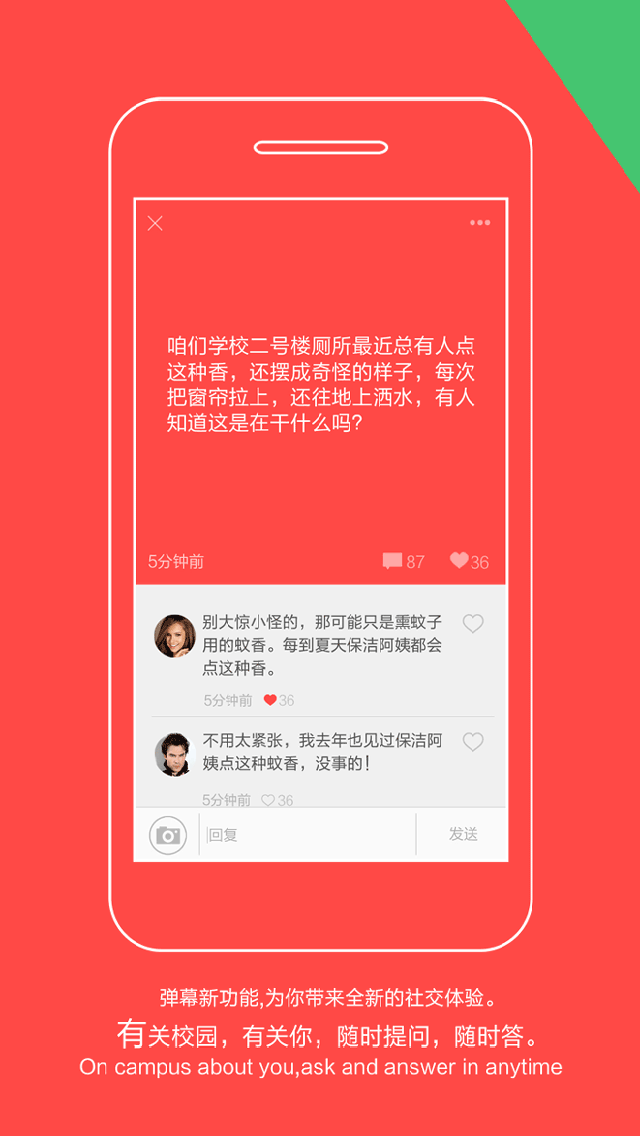 咱们学校二号楼厕所最近总有人点
这种香，还摆成奇怪的样子，每次
把窗帘拉上，还往地上洒水，有人
知道这是在干什么吗?
5分钟前 87 36
别大惊小怪的，那可能只是熏蚊子
用的蚊香。每到夏天保洁阿姨都会
点这种香。
5分钟前 36
不用太紧张，我去年也见过保洁阿
姨点这种蚊香，没事的！
5分钟前 36
回复 发送
弹幕新功能,为你带来全新的社交体验。
有关校园，有关你，随时提问，随时答。
On campus about you,ask and answer in anytime